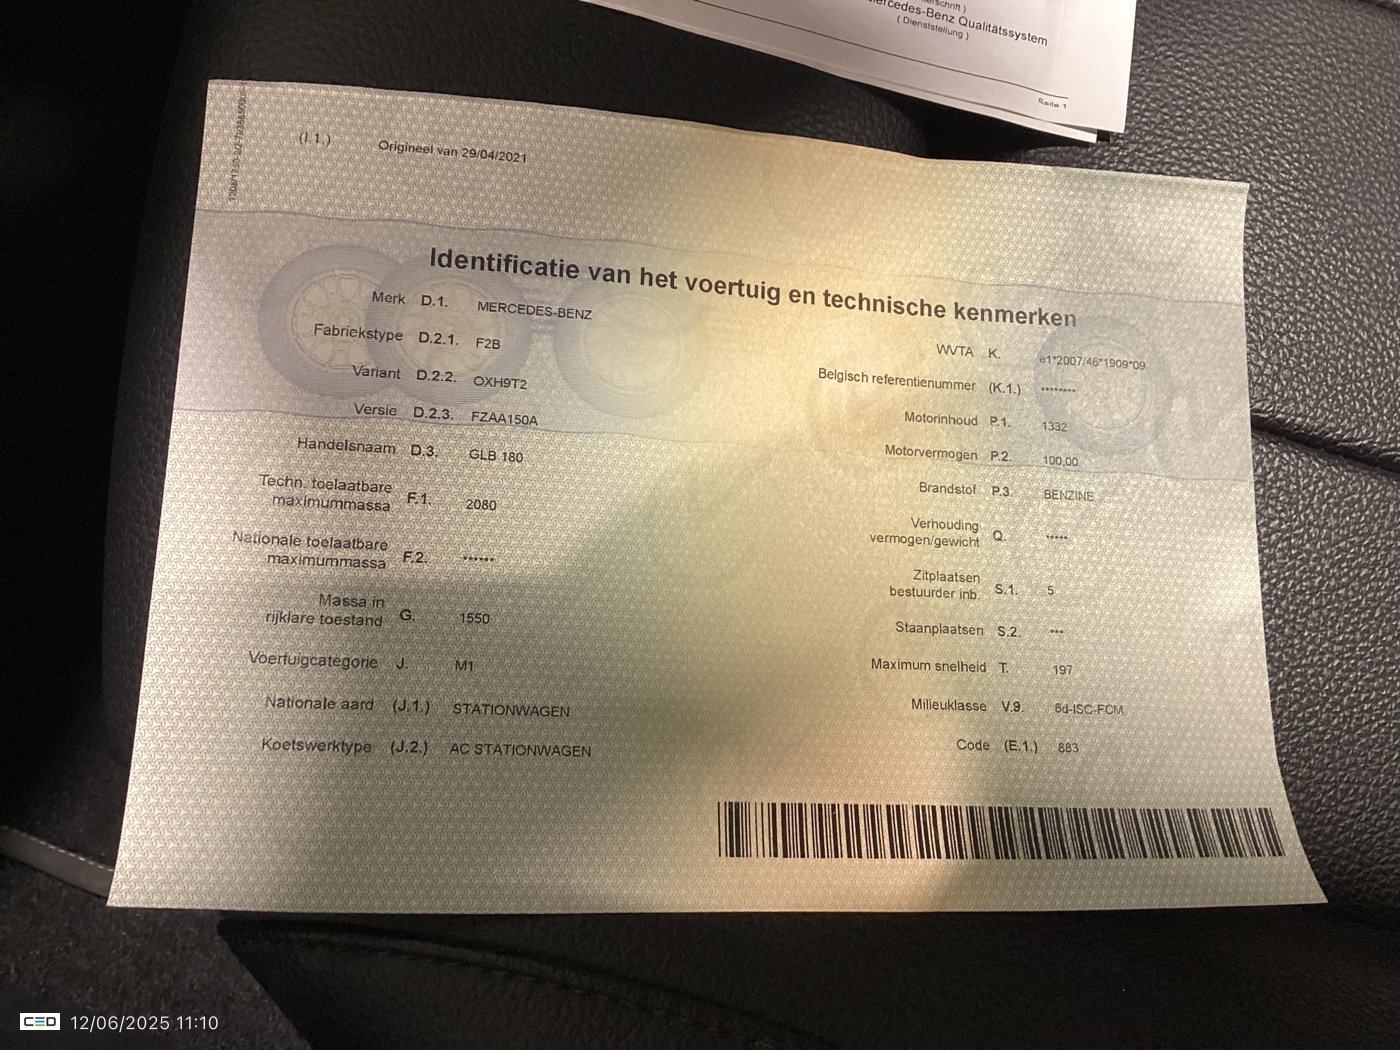 erschrift )
ercedes-Benz Qualitätssystem
( Dienststellung )
Seite 1
(I.1.) Origineel van 29/04/2021
Identificatie van het voertuig en technische kenmerken
Merk D.1. MERCEDES-BENZ
Fabriekstype D.2.1. F2B
Variant D.2.2. OXH9T2
Versie D.2.3. FZAA150A
Handelsnaam D.3. GLB 180
Techn. toelaatbare
maximummassa F.1. 2080
Nationale toelaatbare
maximummassa F.2. ******
Massa in
rijklare toestand G. 1550
Voertuigcategorie J. M1
Nationale aard (J.1.) STATIONWAGEN
Koetswerktype (J.2.) AC STATIONWAGEN
WVTA K. e1*2007/46*1909*09
Belgisch referentienummer (K.1.) ********
Motorinhoud P.1. 1332
Motorvermogen P.2. 100,00
Brandstof P.3. BENZINE
Verhouding
vermogen/gewicht Q. *****
Zitplaatsen
bestuurder inb. S.1. 5
Staanplaatsen S.2. ***
Maximum snelheid T. 197
Milieuklasse V.9. 6d-ISC-FCM
Code (E.1.) 883
CED 12/06/2025 11:10